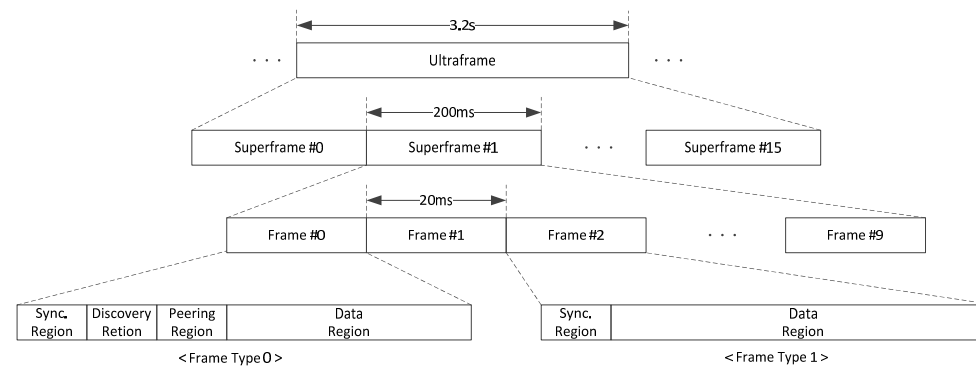 3.2s
· · · Ultraframe · · ·
200ms
Superframe #0 Superframe #1 · · · Superframe #15
20ms
Frame #0 Frame #1 Frame #2 · · · Frame #9
Sync. Region Discovery Retion Peering Region Data Region
Sync. Region Data Region
< Frame Type 0 > < Frame Type 1 >